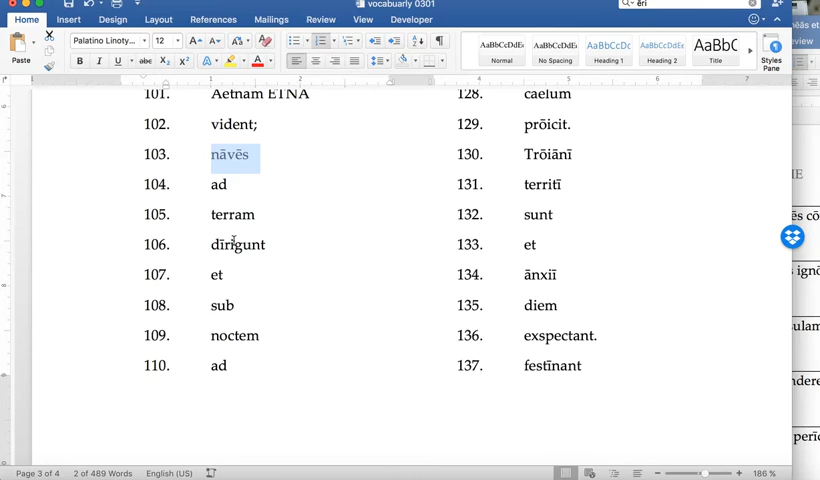 vocabuarly 0301
ēri
Home Insert Design Layout References Mailings Review View Developer
Palatino Linoty... 12
Paste
AaBbCcDdEe AaBbCcDdEe AaBbCcDc AaBbCcDdEe AaBbC
Normal No Spacing Heading 1 Heading 2 Title Styles Pane
101. Aetnam ETNA
102. vident;
103. nāvēs
104. ad
105. terram
106. dīrigunt
107. et
108. sub
109. noctem
110. ad
128. caelum
129. prōicit.
130. Trōiānī
131. territī
132. sunt
133. et
134. ānxiī
135. diem
136. exspectant.
137. festīnant
Page 3 of 4 2 of 489 Words English (US) 186 %